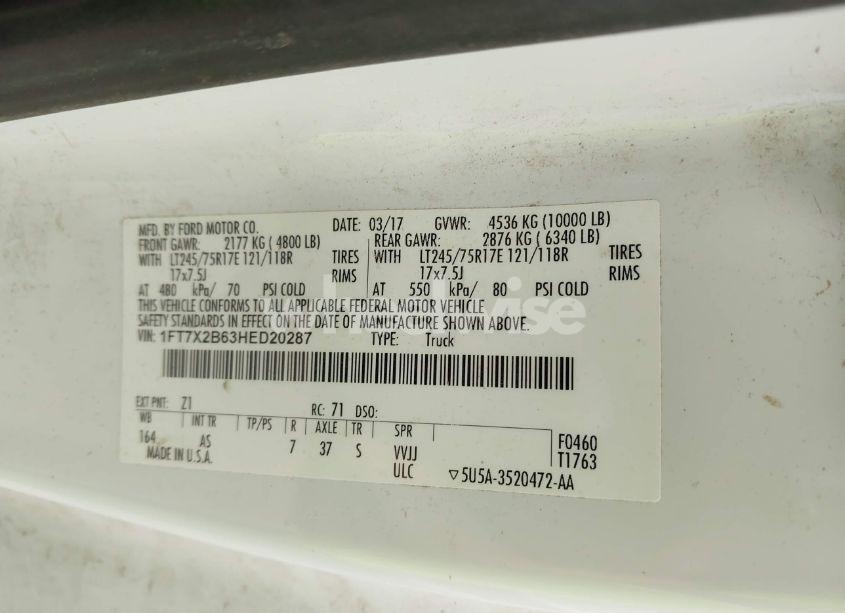 MFD. BY FORD MOTOR CO. DATE: 03/17 GVWR: 4536 KG (10000 LB)
FRONT GAWR: 2177 KG ( 4800 LB) REAR GAWR: 2876 KG ( 6340 LB)
WITH LT245/75R17E 121/118R TIRES WITH LT245/75R17E 121/118R TIRES
17x7.5J RIMS 17x7.5J RIMS
AT 480 kPa/ 70 PSI COLD AT 550 kPa/ 80 PSI COLD
THIS VEHICLE CONFORMS TO ALL APPLICABLE FEDERAL MOTOR VEHICLE
SAFETY STANDARDS IN EFFECT ON THE DATE OF MANUFACTURE SHOWN ABOVE.
VIN: 1FT7X2B63HED20287 TYPE: Truck
EXT PNT: Z1 RC: 71 DSO:
WB INT TR TP/PS R AXLE TR SPR
164 AS 7 37 S VVJJ F0460
MADE IN U.S.A. ULC T1763
▽5U5A-3520472-AA